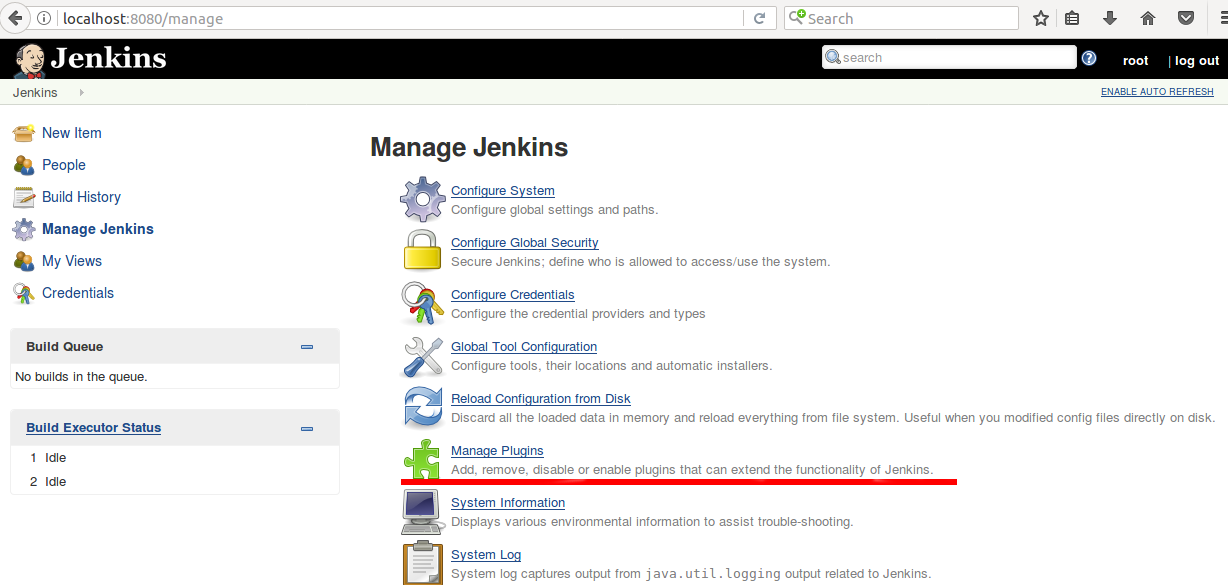 localhost:8080/manage
Search
Jenkins
search
root | log out
Jenkins
ENABLE AUTO REFRESH
New Item
People
Build History
Manage Jenkins
My Views
Credentials
Build Queue
No builds in the queue.
Build Executor Status
1 Idle
2 Idle
Manage Jenkins
Configure System
Configure global settings and paths.
Configure Global Security
Secure Jenkins; define who is allowed to access/use the system.
Configure Credentials
Configure the credential providers and types
Global Tool Configuration
Configure tools, their locations and automatic installers.
Reload Configuration from Disk
Discard all the loaded data in memory and reload everything from file system. Useful when you modified config files directly on disk.
Manage Plugins
Add, remove, disable or enable plugins that can extend the functionality of Jenkins.
System Information
Displays various environmental information to assist trouble-shooting.
System Log
System log captures output from java.util.logging output related to Jenkins.